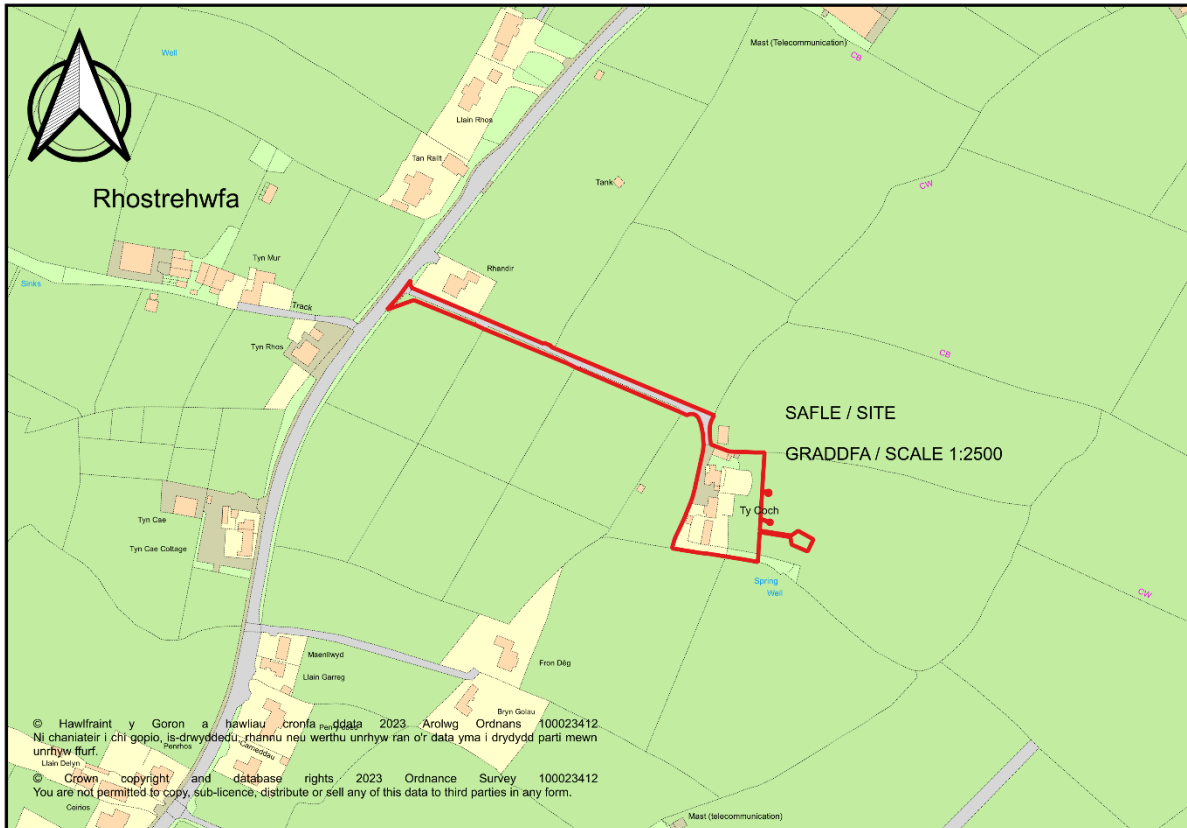 Mast (Telecommunication)
Well
CB
Llain Rhos
Tan Rallt
Tank
CW
Rhostrehwfa
Tyn Mur
Rhandir
Sinks
Track
Tyn Rhos
CB
SAFLE / SITE
GRADDFA / SCALE 1:2500
Ty Coch
Tyn Cae
Tyn Cae Cottage
Spring
Well
CW
Maenllwyd
Fron Dêg
Llain Garreg
Bryn Golau
© Hawlfraint y Goron a hawliau cronfa ddata 2023 Arolwg Ordnans 100023412
Ni chaniateir i chi gopio, is-drwyddedu, rhannu neu werthu unrhyw ran o'r data yma i drydydd parti mewn
unrhyw ffurf.
Penrhos
Carneddau
Llain Delyn
© Crown copyright and database rights 2023 Ordnance Survey 100023412
You are not permitted to copy, sub-licence, distribute or sell any of this data to third parties in any form.
Ceirios
Mast (telecommunication)